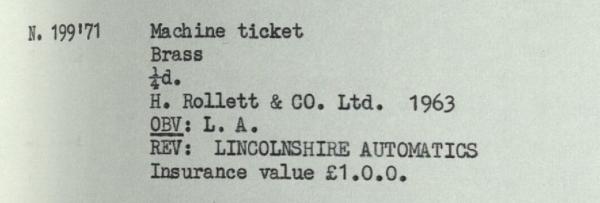 N. 199'71 Machine ticket
Brass
¼d.
H. Rollett & CO. Ltd. 1963
OBV: L. A.
REV: LINCOLNSHIRE AUTOMATICS
Insurance value £1.0.0.